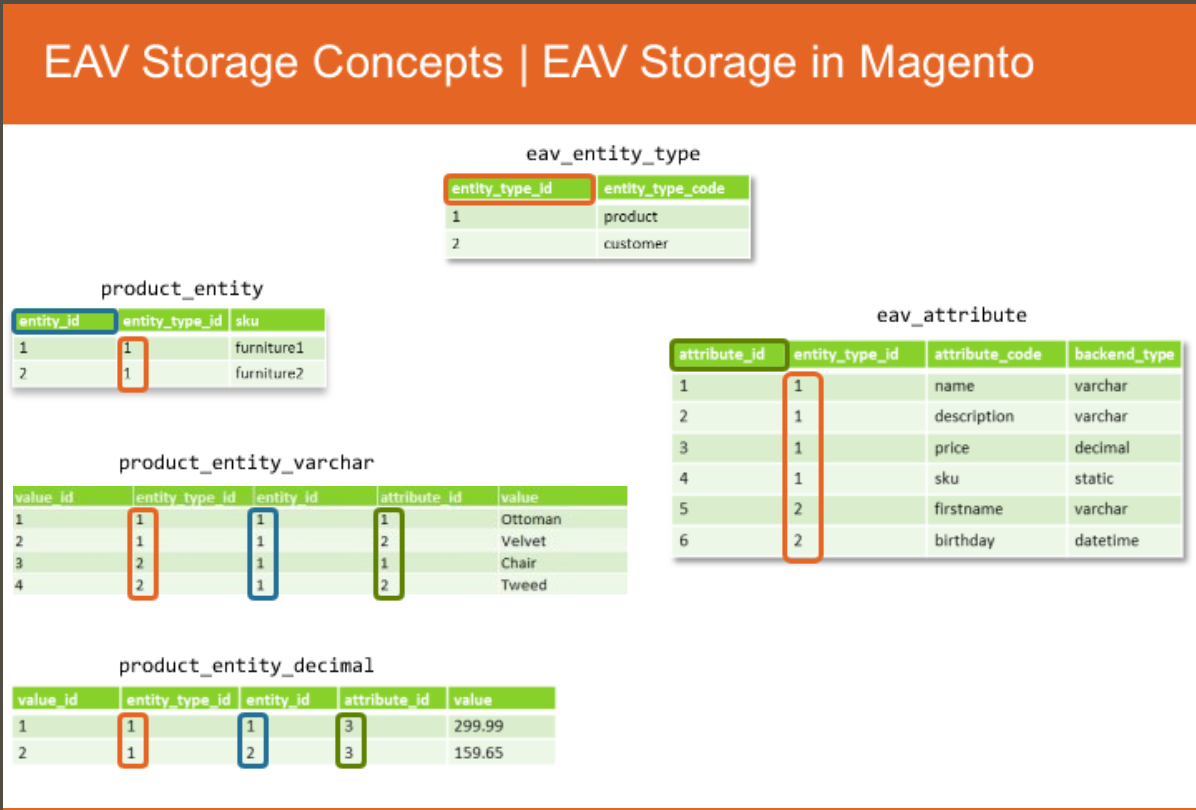 EAV Storage Concepts | EAV Storage in Magento
eav_entity_type
entity_type_id entity_type_code
1 product
2 customer
product_entity
entity_id entity_type_id sku
1 1 furniture1
2 1 furniture2
eav_attribute
attribute_id entity_type_id attribute_code backend_type
1 1 name varchar
2 1 description varchar
3 1 price decimal
4 1 sku static
5 2 firstname varchar
6 2 birthday datetime
product_entity_varchar
value_id entity_type_id entity_id attribute_id value
1 1 1 1 Ottoman
2 1 1 2 Velvet
3 2 1 1 Chair
4 2 1 2 Tweed
product_entity_decimal
value_id entity_type_id entity_id attribute_id value
1 1 1 3 299.99
2 1 2 3 159.65